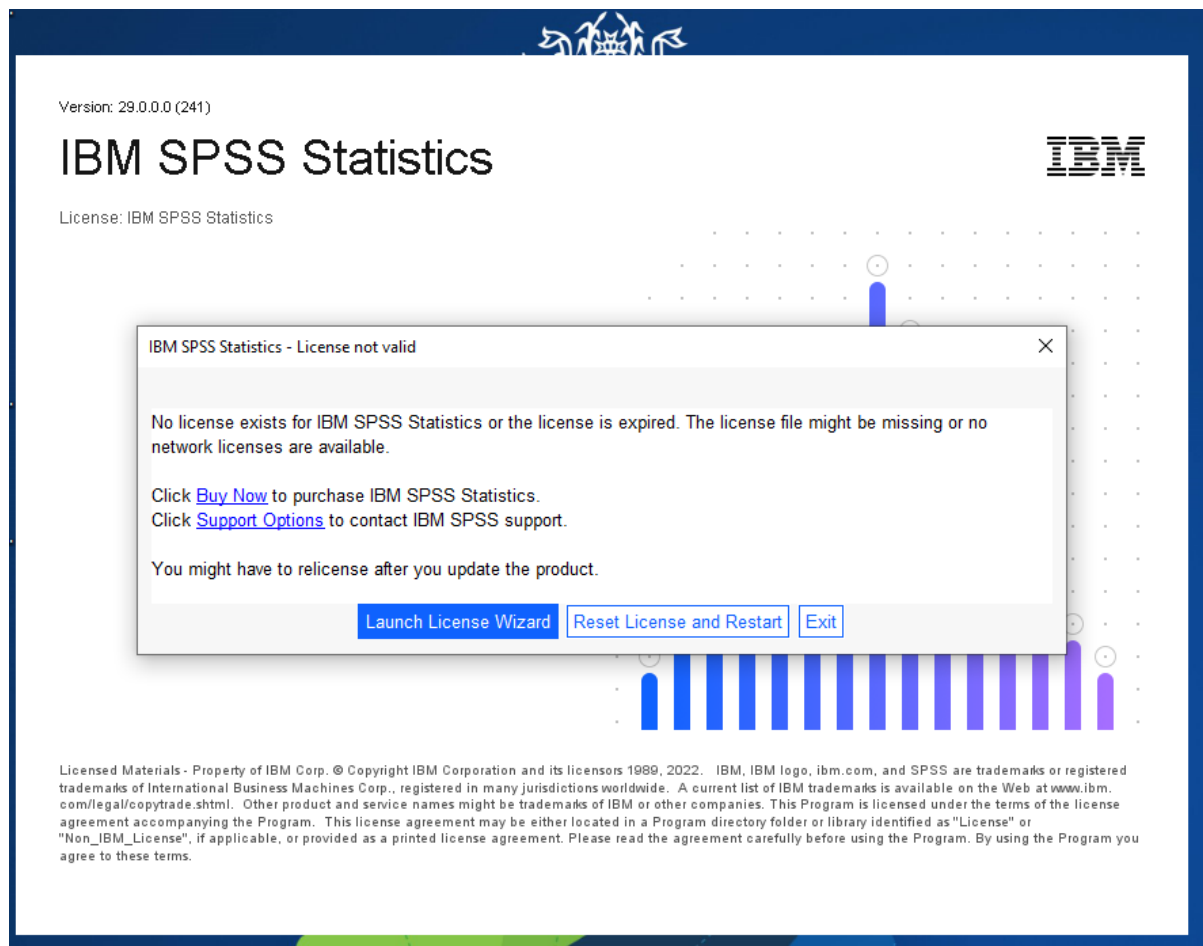 Version: 29.0.0.0 (241)
IBM SPSS Statistics
IBM
License: IBM SPSS Statistics
IBM SPSS Statistics - License not valid
No license exists for IBM SPSS Statistics or the license is expired. The license file might be missing or no
network licenses are available.
Click Buy Now to purchase IBM SPSS Statistics.
Click Support Options to contact IBM SPSS support.
You might have to relicense after you update the product.
Launch License Wizard Reset License and Restart Exit
Licensed Materials - Property of IBM Corp. © Copyright IBM Corporation and its licensors 1989, 2022. IBM, IBM logo, ibm.com, and SPSS are trademarks or registered
trademarks of International Business Machines Corp., registered in many jurisdictions worldwide. A current list of IBM trademarks is available on the Web at www.ibm.
com/legal/copytrade.shtml. Other product and service names might be trademarks of IBM or other companies. This Program is licensed under the terms of the license
agreement accompanying the Program. This license agreement may be either located in a Program directory folder or library identified as "License" or
"Non_IBM_License", if applicable, or provided as a printed license agreement. Please read the agreement carefully before using the Program. By using the Program you
agree to these terms.